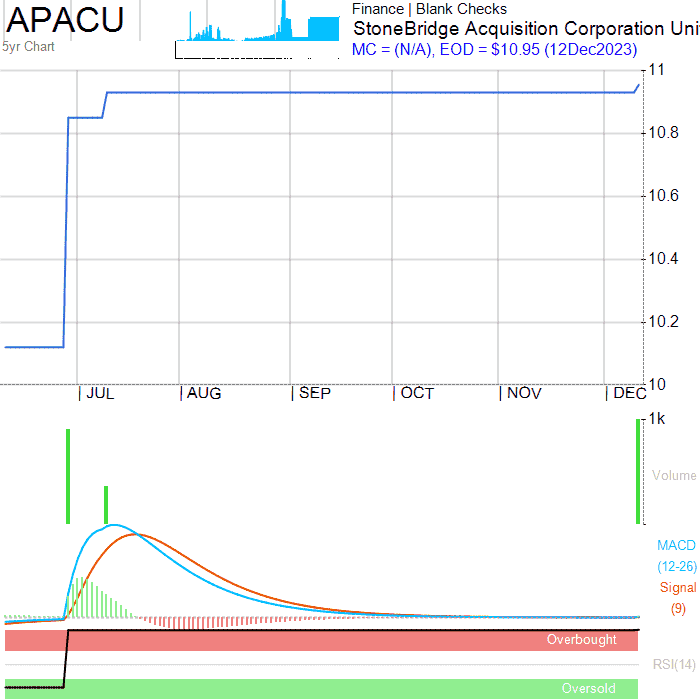 APACU
5yr Chart
Finance | Blank Checks
StoneBridge Acquisition Corporation Uni
MC = (N/A), EOD = $10.95 (12Dec2023)
11
10.8
10.6
10.4
10.2
10
JUL AUG SEP OCT NOV DEC
1k
Volume
MACD
(12-26)
Signal
(9)
Overbought
RSI(14)
Oversold